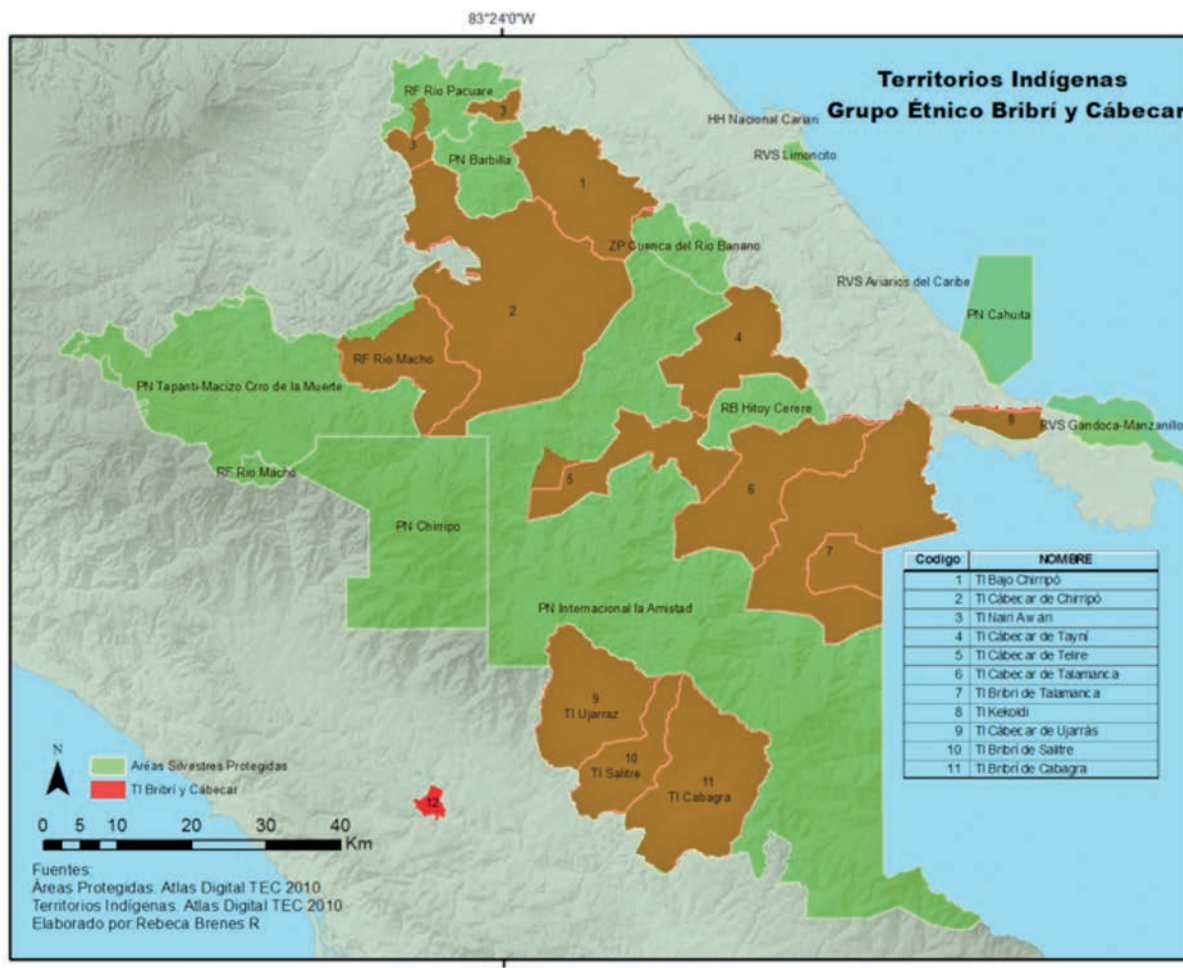 83°24'0"W
Territorios Indígenas
Grupo Étnico Bribrí y Cábecar
RF Rio Pacuare
3
HH Nacional Carian
3
RVS Limoncito
PN Barbilla
1
ZP Cuenca del Rio Banano
RVS Aviarios del Caribe
2
PN Cahuita
4
RF Rio Macho
PN Tapanti-Macizo Crro de la Muerte
RB Hitoy Cerere
8
RVS Gandoca-Manzanillo
RF Rio Macho
5
6
PN Chirripo
7
PN Internacional la Amistad
Codigo NOMBRE
1 TI Bajo Chirripó
2 TI Cábecar de Chirripó
3 TI Nairi Awari
4 TI Cábecar de Tayní
5 TI Cábecar de Telire
6 TI Cabecar de Talamanca
7 TI Bribri de Talamanca
8 TI Kekoldi
9 TI Cábecar de Ujarrás
10 TI Bribrí de Salitre
11 TI Bribrí de Cabagra
9
TI Ujarraz
10
TI Salitre
11
TI Cabagra
N
Aréas Silvestres Protegidas
TI Bribrí y Cábecar
12
0 5 10 20 30 40
Km
Fuentes:
Áreas Protegidas. Atlas Digital TEC 2010
Territorios Indígenas. Atlas Digital TEC 2010
Elaborado por:Rebeca Brenes R